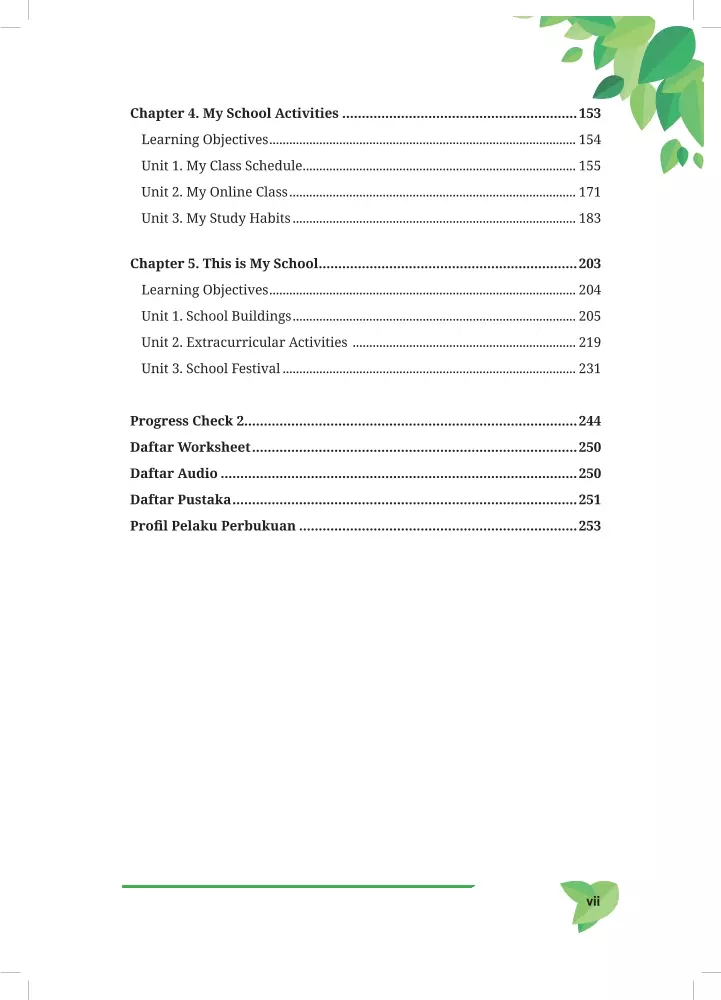 Chapter 4. My School Activities ............................................................ 153
Learning Objectives............................................................................................ 154
Unit 1. My Class Schedule.................................................................................. 155
Unit 2. My Online Class...................................................................................... 171
Unit 3. My Study Habits..................................................................................... 183
Chapter 5. This is My School.................................................................. 203
Learning Objectives............................................................................................ 204
Unit 1. School Buildings..................................................................................... 205
Unit 2. Extracurricular Activities ................................................................... 219
Unit 3. School Festival........................................................................................ 231
Progress Check 2..................................................................................... 244
Daftar Worksheet................................................................................... 250
Daftar Audio ........................................................................................... 250
Daftar Pustaka........................................................................................ 251
Profil Pelaku Perbukuan ....................................................................... 253
vii